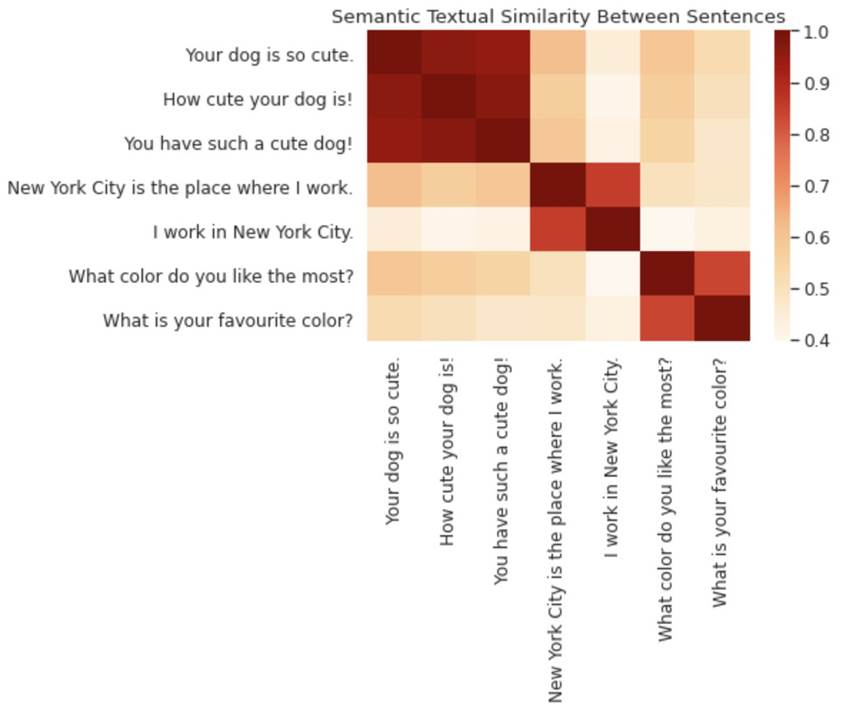 Semantic Textual Similarity Between Sentences
Your dog is so cute.
How cute your dog is!
You have such a cute dog!
New York City is the place where I work.
I work in New York City.
What color do you like the most?
What is your favourite color?
1.0
0.9
0.8
0.7
0.6
0.5
0.4
Your dog is so cute.
How cute your dog is!
You have such a cute dog!
New York City is the place where I work.
I work in New York City.
What color do you like the most?
What is your favourite color?